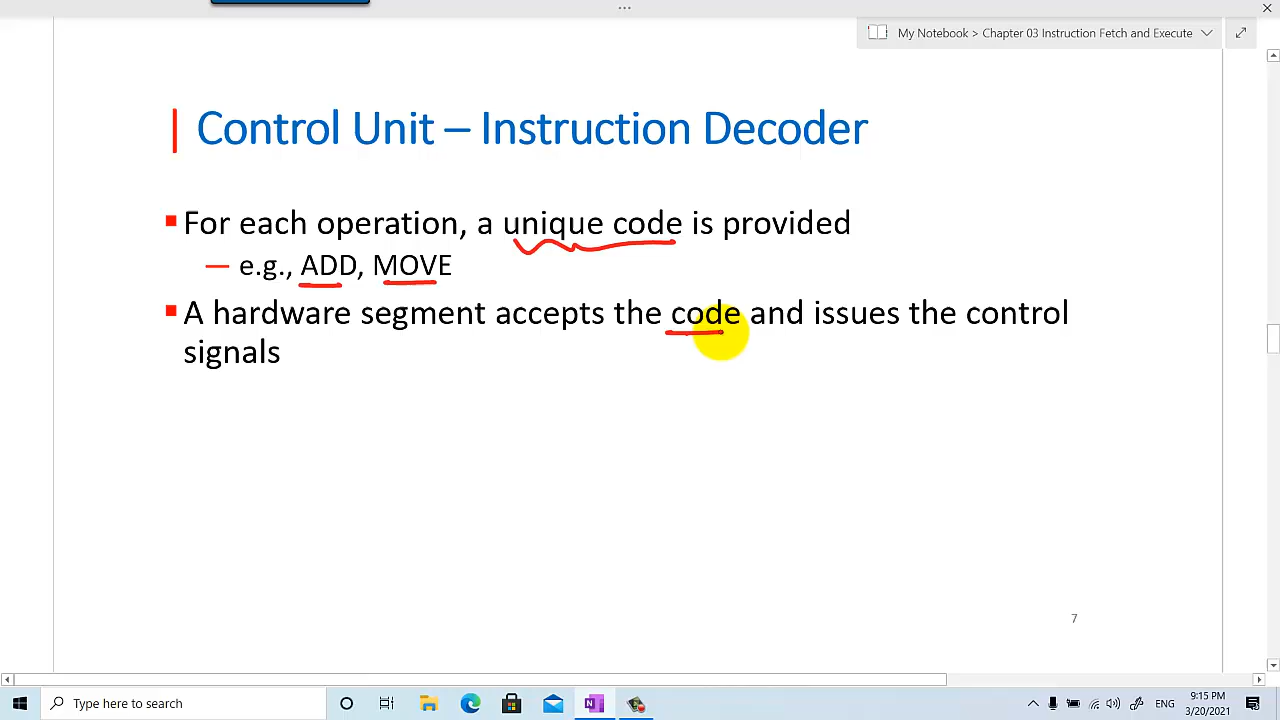 My Notebook > Chapter 03 Instruction Fetch and Execute
Control Unit – Instruction Decoder
For each operation, a unique code is provided
— e.g., ADD, MOVE
A hardware segment accepts the code and issues the control
signals
7
Type here to search
ENG
9:15 PM
3/20/2021